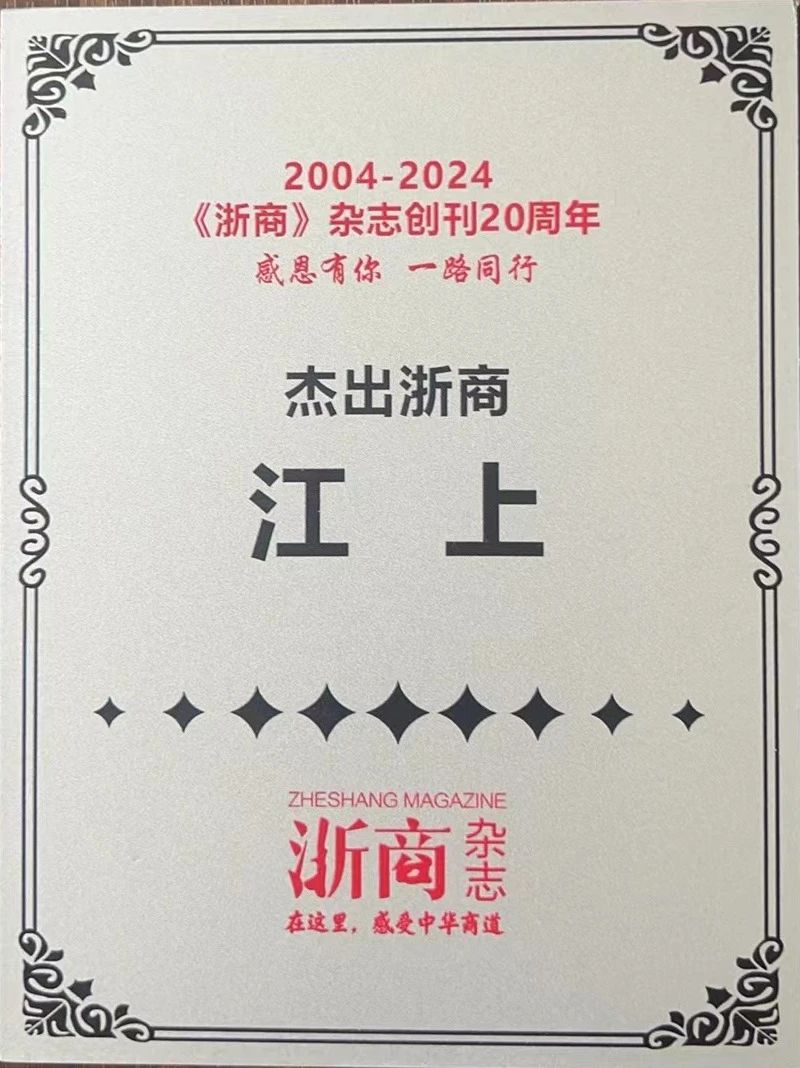 2004-2024
《浙商》杂志创刊20周年
感恩有你 一路同行
杰出浙商
江 上
ZHESHANG MAGAZINE
浙商杂志
在这里，感受中华商道